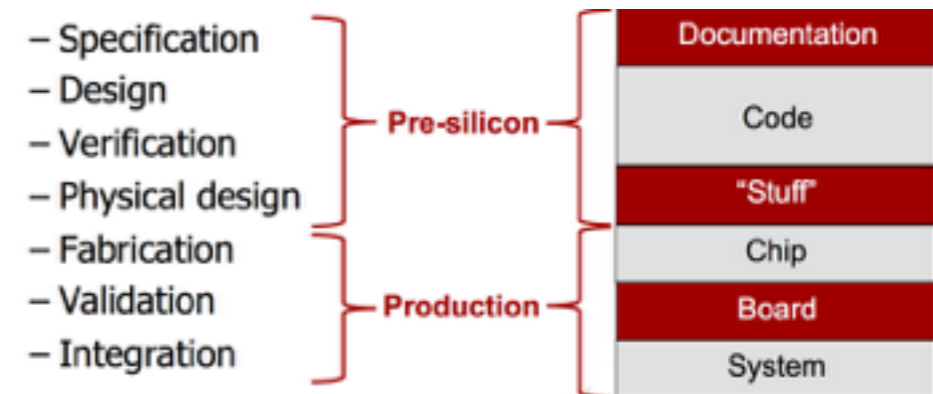 – Specification
– Design
– Verification
– Physical design
– Fabrication
– Validation
– Integration
Pre-silicon
Production
Documentation
Code
“Stuff”
Chip
Board
System